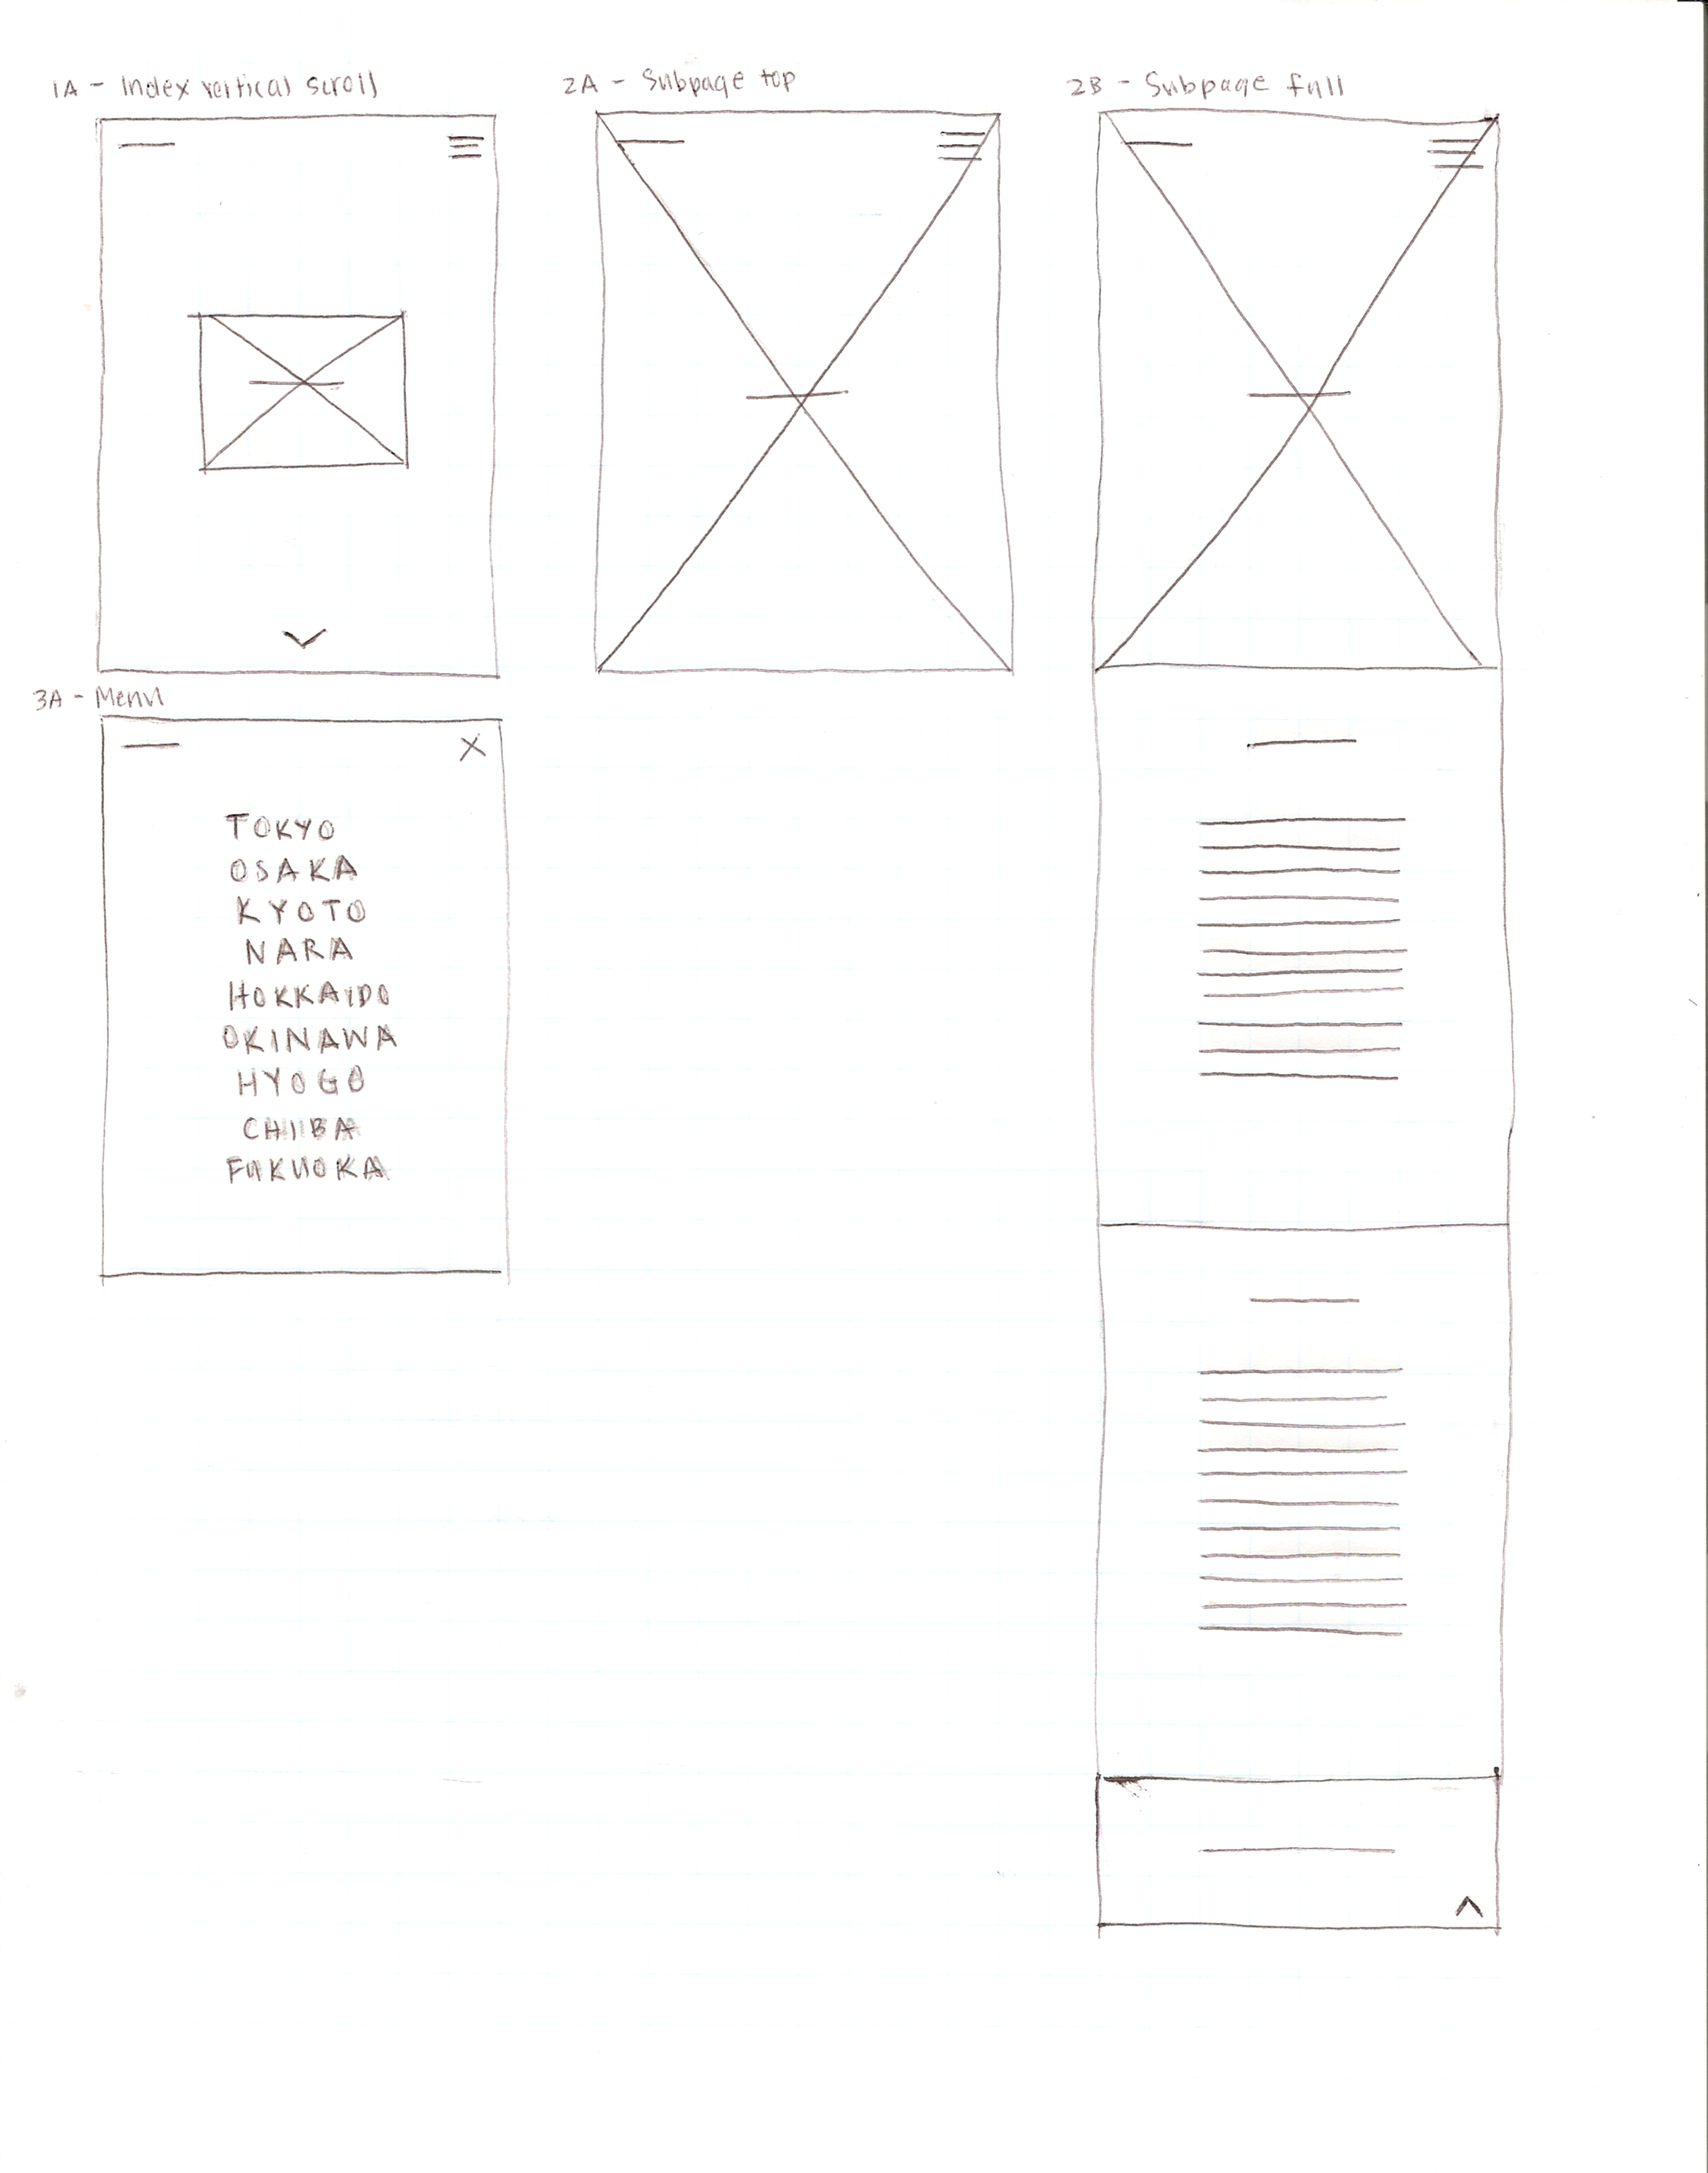 1A - Index vertical scroll
2A - Subpage top
2B - Subpage full
3A - Menu
TOKYO
OSAKA
KYOTO
NARA
HOKKAIDO
OKINAWA
HYOGO
CHIBA
FUKUOKA